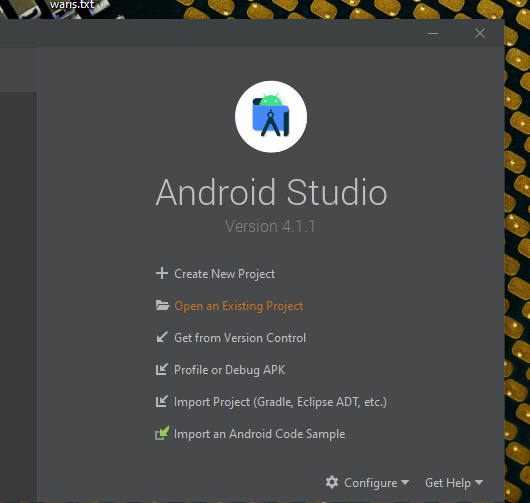 waris.txt
Android Studio
Version 4.1.1
Create New Project
Open an Existing Project
Get from Version Control
Profile or Debug APK
Import Project (Gradle, Eclipse ADT, etc.)
Import an Android Code Sample
Configure Get Help